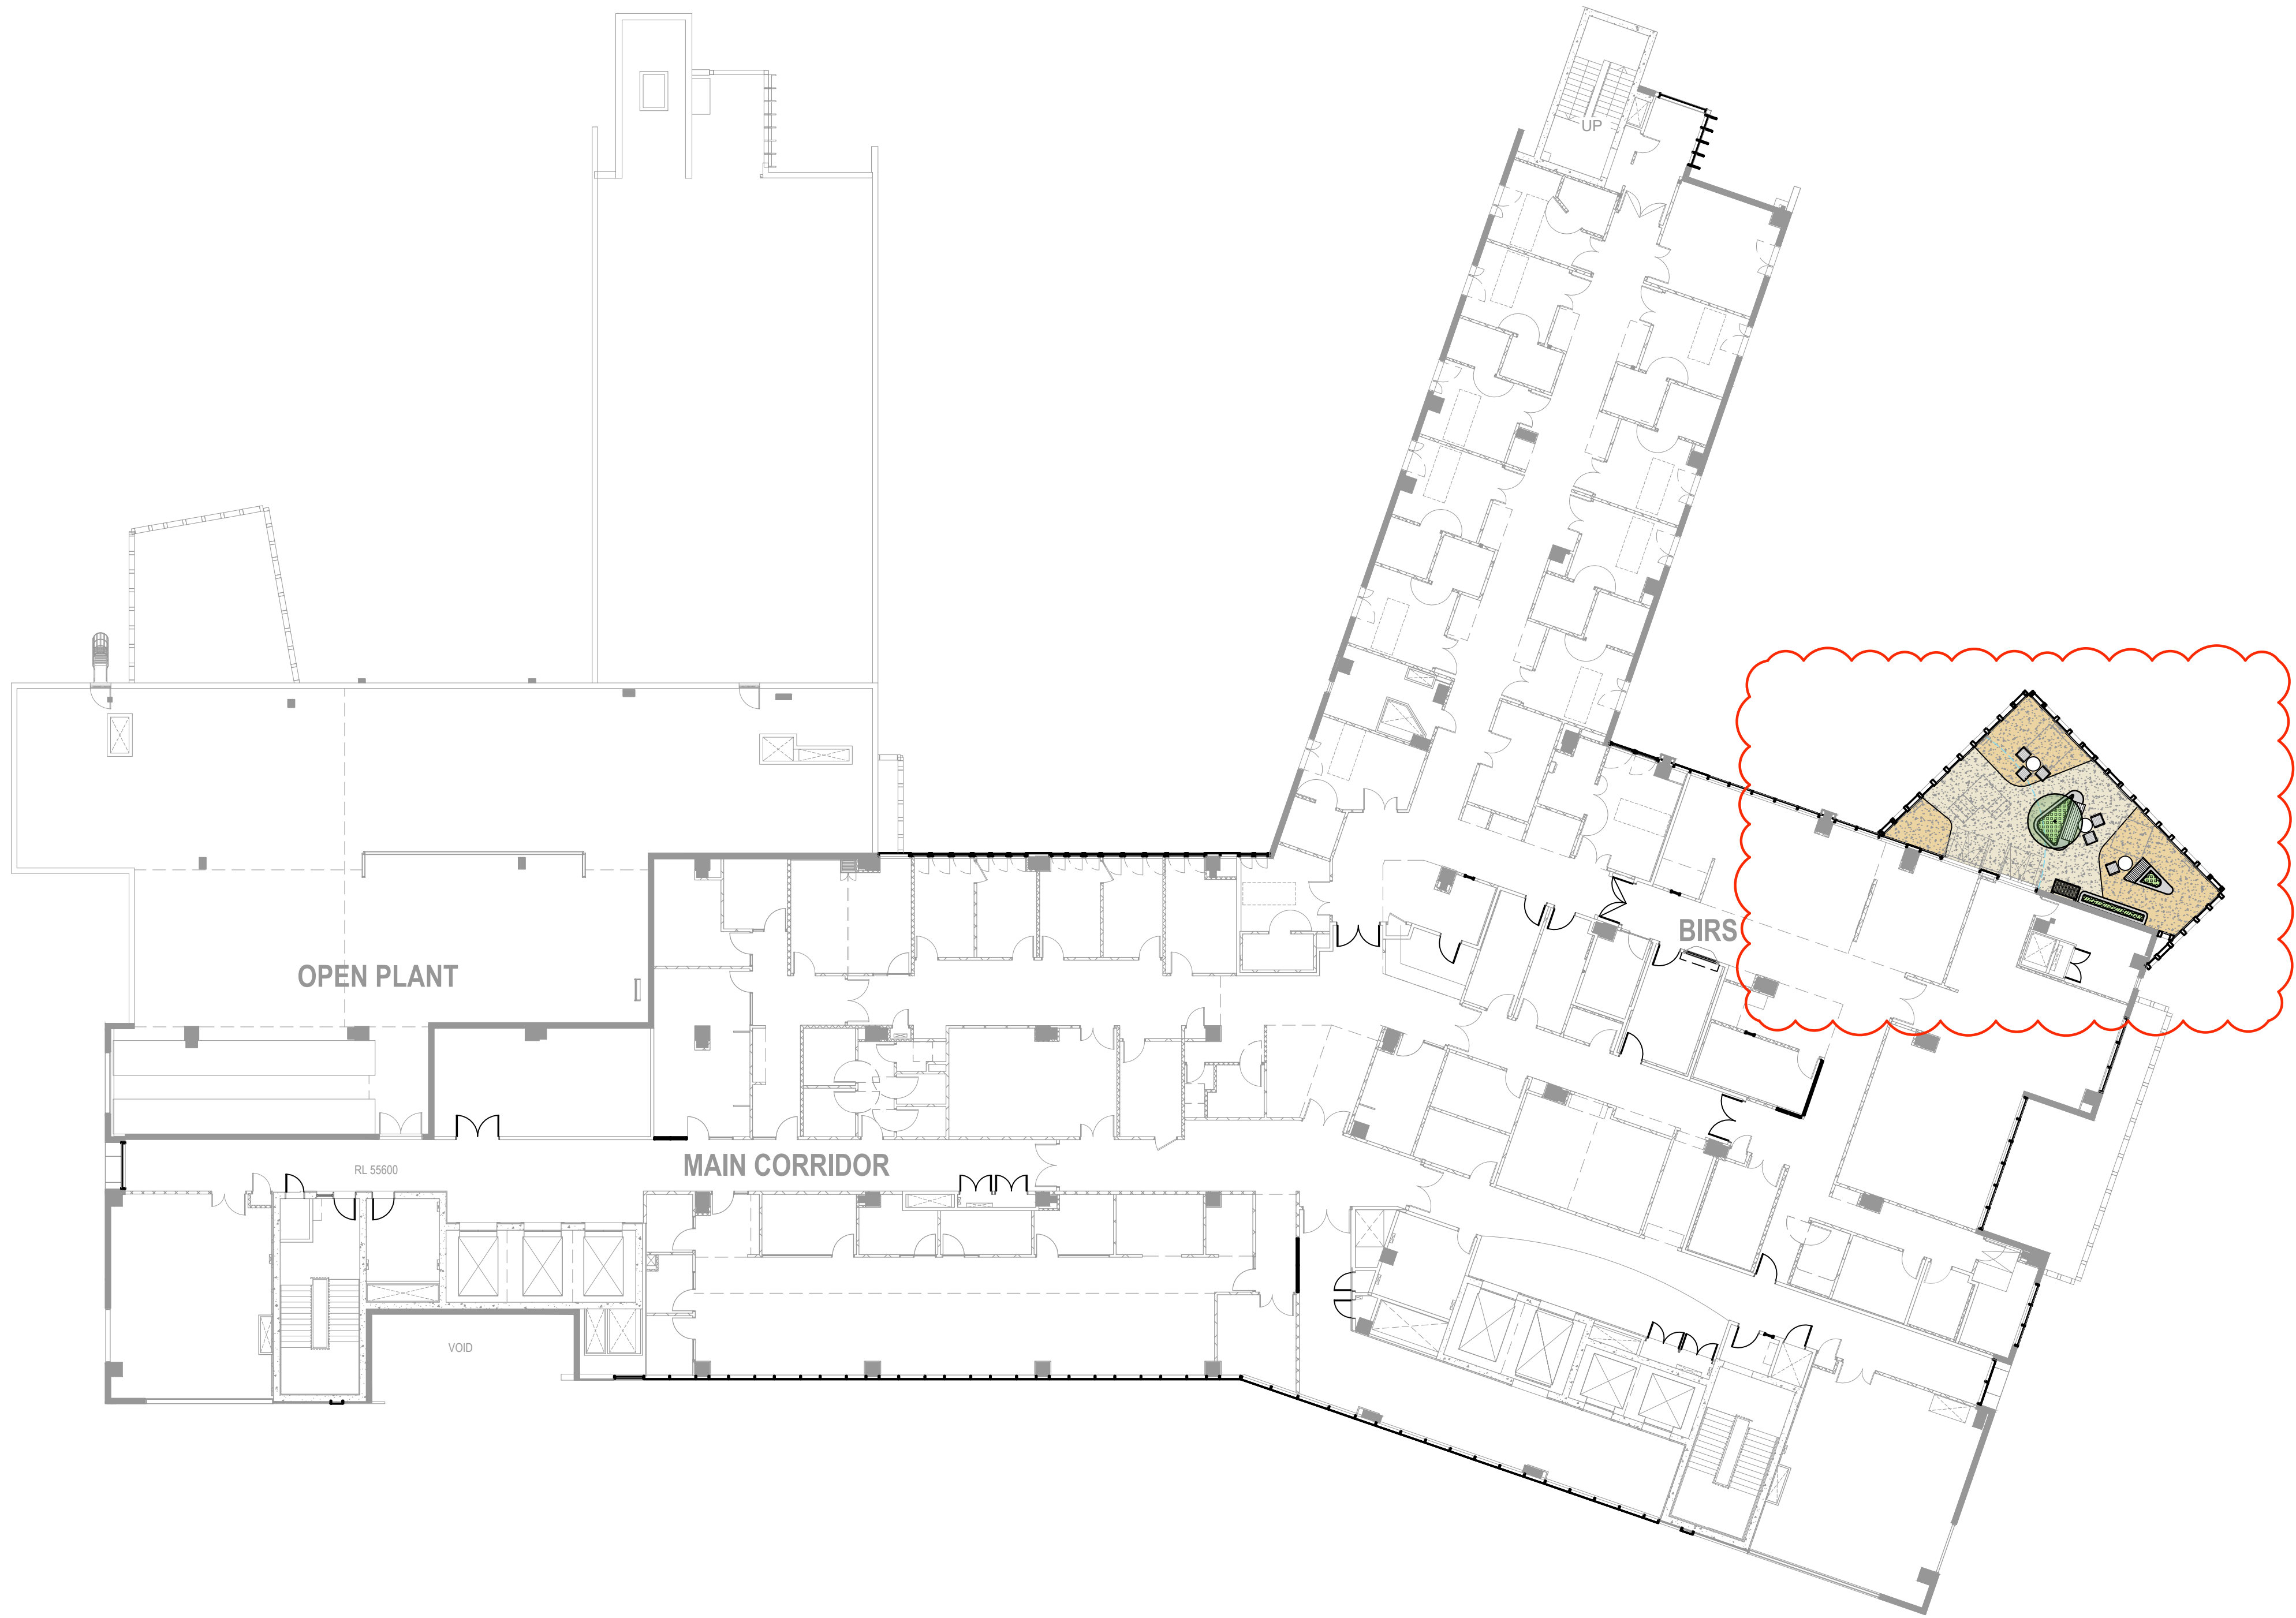 UP
BIRS
OPEN PLANT
MAIN CORRIDOR
RL 55600
VOID